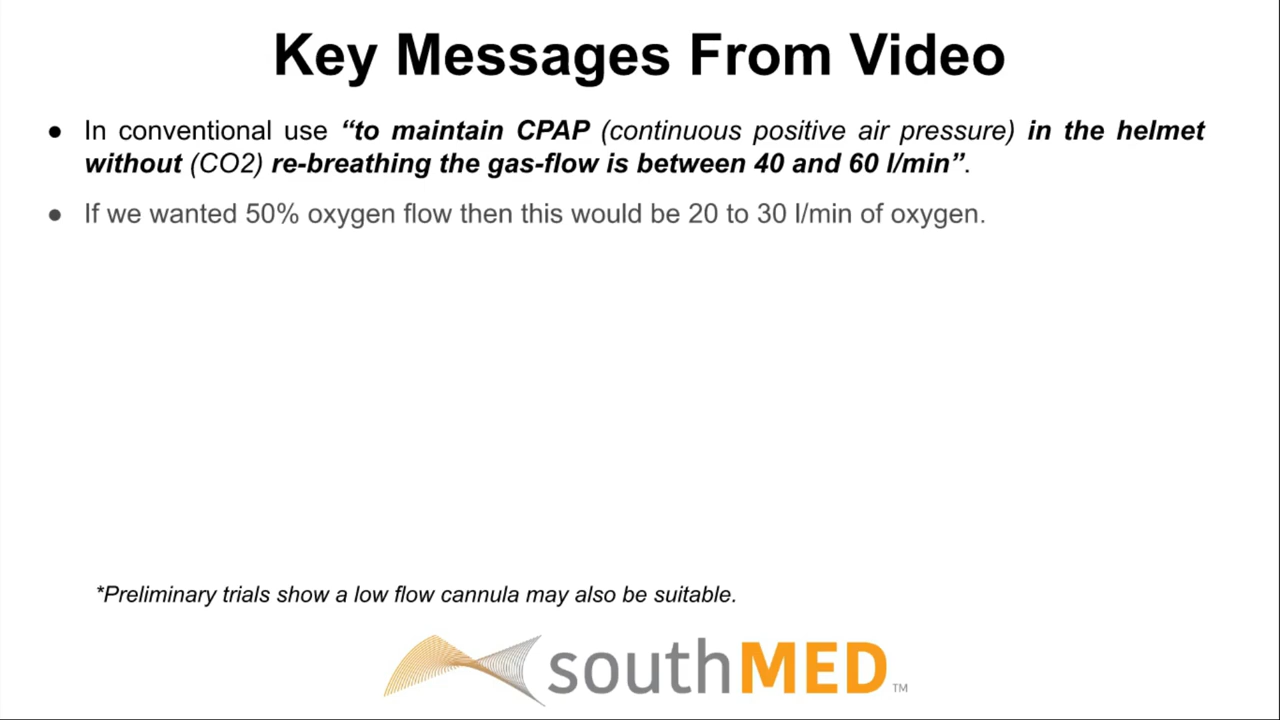 Key Messages From Video
● In conventional use “to maintain CPAP (continuous positive air pressure) in the helmet
without (CO2) re-breathing the gas-flow is between 40 and 60 l/min”.
● If we wanted 50% oxygen flow then this would be 20 to 30 l/min of oxygen.
*Preliminary trials show a low flow cannula may also be suitable.
southMED TM